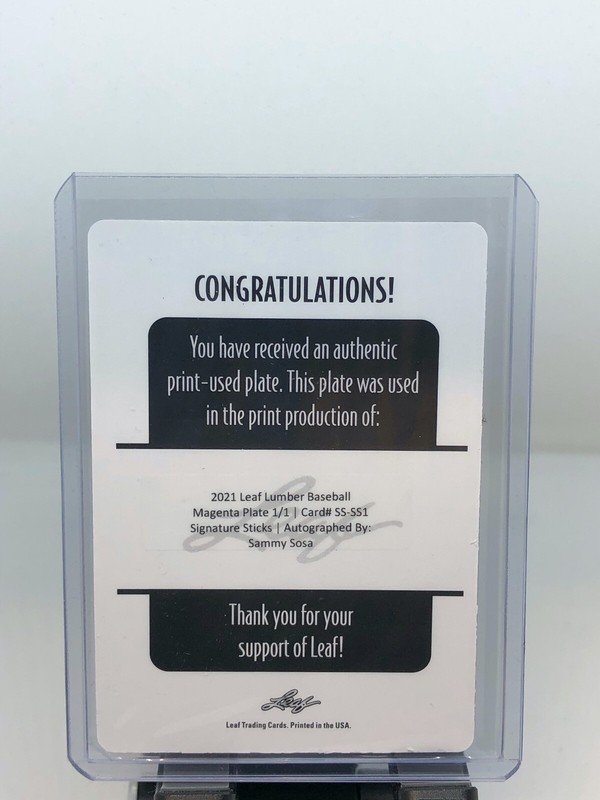 CONGRATULATIONS!
You have received an authentic
print-used plate. This plate was used
in the print production of:
2021 Leaf Lumber Baseball
Magenta Plate 1/1 | Card# SS-SS1
Signature Sticks | Autographed By:
Sammy Sosa
Leaf
Thank you for your
support of Leaf!
Leaf
Leaf Trading Cards. Printed in the USA.